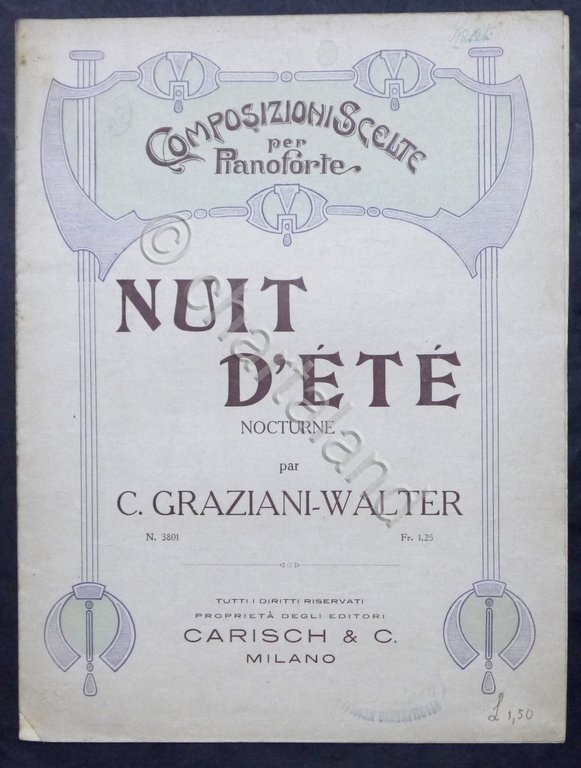 COMPOSIZIONI SCELTE
per
Pianoforte
NUIT
D'ÉTÉ
NOCTURNE
par
C. GRAZIANI-WALTER
N. 3801
Fr. 1.25
TUTTI I DIRITTI RISERVATI
PROPRIETÀ DEGLI EDITORI
CARISCH & C.
MILANO
£ 1,50
© chartaland